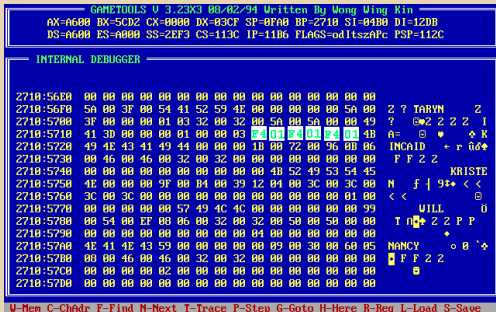 GAMETOOLS V 3.23X3 08/02/94 Written By Wong Wing Kin
AX=A600 BX=5CD2 CX=0000 DX=03CF SP=0FA0 BP=2710 SI=04B0 DI=12DB
DS=A600 ES=A000 SS=2EF3 CS=113C IP=11B6 FLAGS=odItszAPc PSP=112C
INTERNAL DEBUGGER
2710:56E0 00 00 00 00 00 00 00 00 00 00 00 00 00 00 00 00
2710:56F0 5A 00 3F 00 54 41 52 59 4E 00 00 00 00 00 5A 00 Z ? TARYN Z
2710:5700 3F 00 00 00 01 03 32 00 32 00 5A 00 5A 00 00 49 ? ☺♥2 2 Z Z I
2710:5710 41 3D 00 00 00 01 00 00 03 F4 01 F4 01 F4 01 4B A= ☺ ♥ K
2710:5720 49 4E 43 41 49 44 00 00 00 1B 00 72 00 96 0B 06 INCAID ← r û♂♠
2710:5730 00 46 00 46 00 32 00 32 00 00 00 00 00 00 00 00 F F 2 2
2710:5740 00 00 00 00 00 00 00 00 00 00 4B 52 49 53 54 45 KRISTE
2710:5750 4E 00 00 00 9F 00 B4 00 39 12 04 00 3C 00 3C 00 N ƒ ┤ 9↕♦ < <
2710:5760 3C 00 3C 00 00 00 00 00 00 00 00 00 00 00 01 00 < < ☺
2710:5770 00 00 00 00 00 57 49 4C 4C 00 00 00 00 00 00 99 WILL Ö
2710:5780 00 54 00 EF 08 06 00 32 00 32 00 50 00 50 00 00 T ∩◘♠ 2 2 P P
2710:5790 00 00 00 00 00 00 00 00 00 04 00 00 00 00 00 00 ♦
2710:57A0 4E 41 4E 43 59 00 00 00 00 00 09 00 30 00 60 05 NANCY ○ 0 `♣
2710:57B0 08 00 46 00 46 00 32 00 32 00 00 00 00 00 00 00 ◘ F F 2 2
2710:57C0 00 00 00 00 00 02 00 00 00 00 00 00 00 00 00 00 ☻
2710:57D0 00 00 00 00 00 00 00 00 00 00 00 00 00 00 00 00
W-Mem C-ChAdr F-Find N-Next T-Trace P-Step G-Goto H-Here R-Reg L-Load S-Save